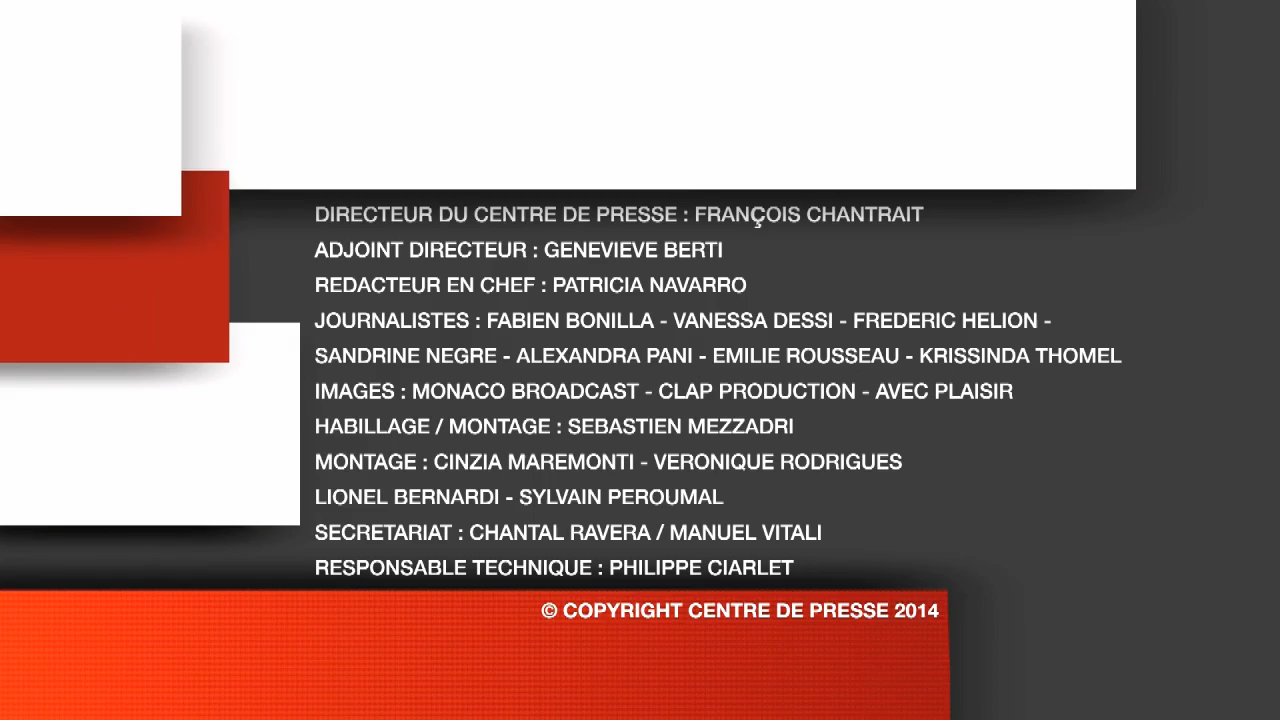 DIRECTEUR DU CENTRE DE PRESSE : FRANÇOIS CHANTRAIT
ADJOINT DIRECTEUR : GENEVIEVE BERTI
REDACTEUR EN CHEF : PATRICIA NAVARRO
JOURNALISTES : FABIEN BONILLA - VANESSA DESSI - FREDERIC HELION -
SANDRINE NEGRE - ALEXANDRA PANI - EMILIE ROUSSEAU - KRISSINDA THOMEL
IMAGES : MONACO BROADCAST - CLAP PRODUCTION - AVEC PLAISIR
HABILLAGE / MONTAGE : SEBASTIEN MEZZADRI
MONTAGE : CINZIA MAREMONTI - VERONIQUE RODRIGUES
LIONEL BERNARDI - SYLVAIN PEROUMAL
SECRETARIAT : CHANTAL RAVERA / MANUEL VITALI
RESPONSABLE TECHNIQUE : PHILIPPE CIARLET
© COPYRIGHT CENTRE DE PRESSE 2014